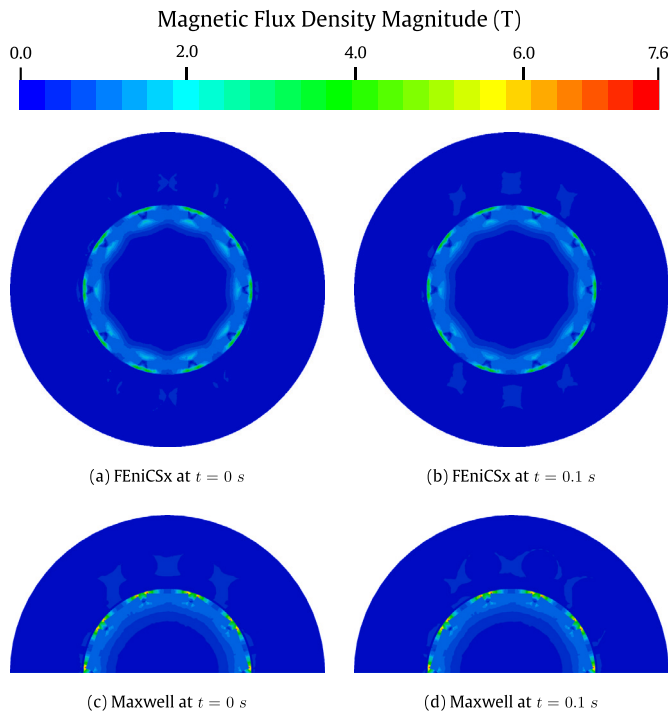 Magnetic Flux Density Magnitude (T)
0.0 2.0 4.0 6.0 7.6
(a) FEniCSx at t = 0 s
(b) FEniCSx at t = 0.1 s
(c) Maxwell at t = 0 s
(d) Maxwell at t = 0.1 s